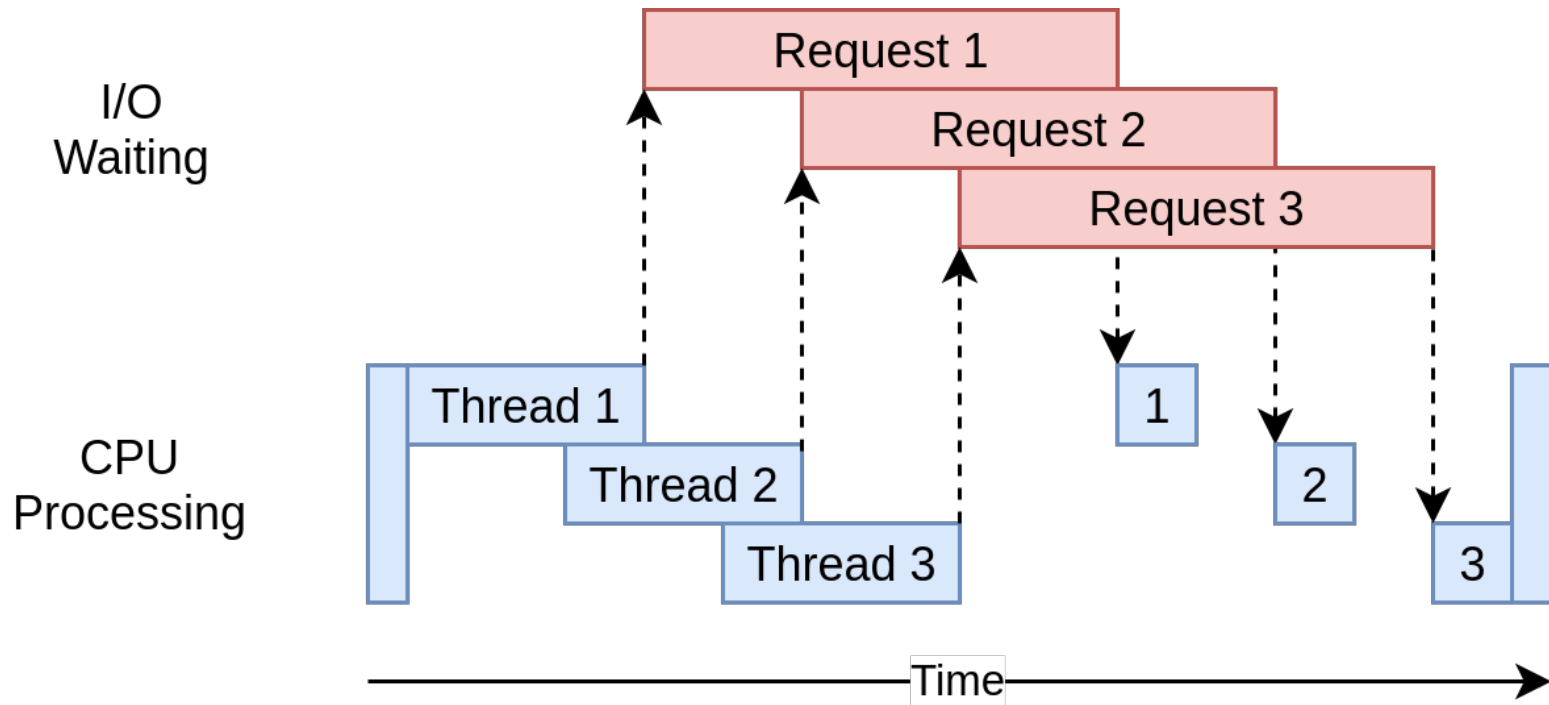 Request 1
I/O
Waiting
Request 2
Request 3
Thread 1
1
CPU
Processing
Thread 2
2
Thread 3
3
Time